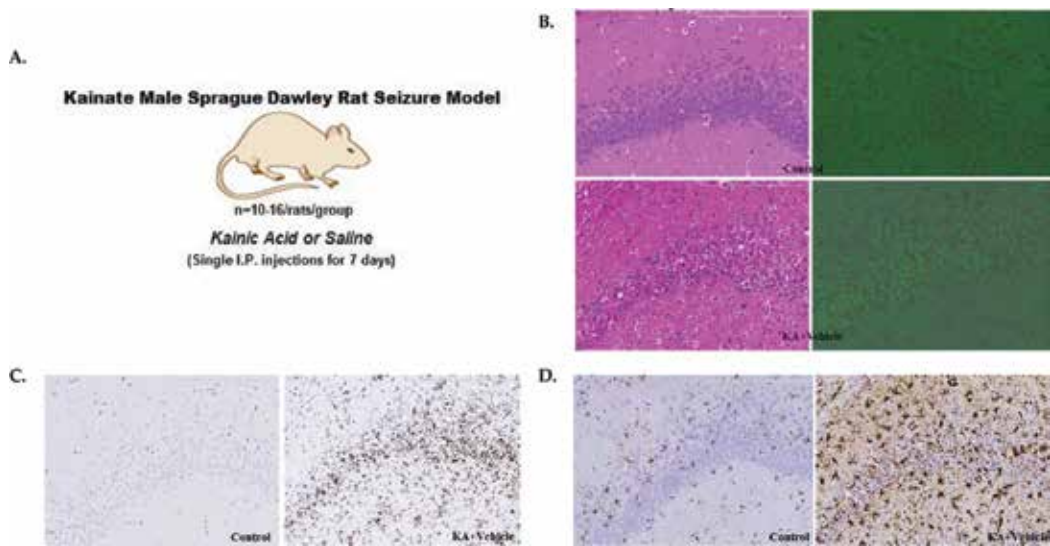 A.
Kainate Male Sprague Dawley Rat Seizure Model
n=10-16/rats/group
Kainic Acid or Saline
(Single I.P. injections for 7 days)
B.
Control
KA+Vehicle
C.
Control
KA+Vehicle
D.
Control
KA+Vehicle